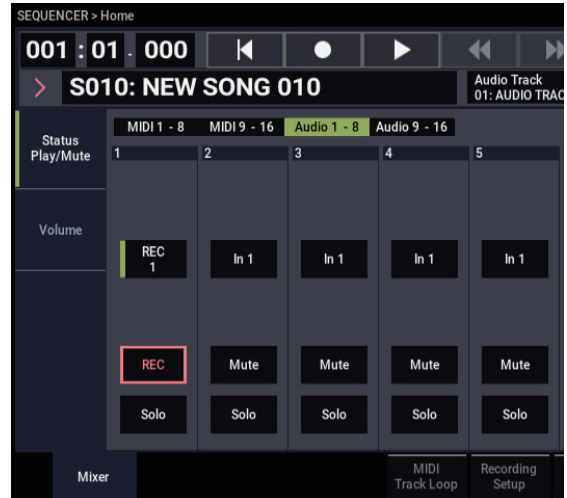 SEQUENCER > Home
001 : 01 . 000
> S010: NEW SONG 010
Audio Track
01: AUDIO TRAC
Status
Play/Mute
MIDI 1 - 8 MIDI 9 - 16 Audio 1 - 8 Audio 9 - 16
1 2 3 4 5
Volume
REC
1
In 1 In 1 In 1 In 1
REC Mute Mute Mute Mute
Solo Solo Solo Solo Solo
Mixer
MIDI
Track Loop
Recording
Setup